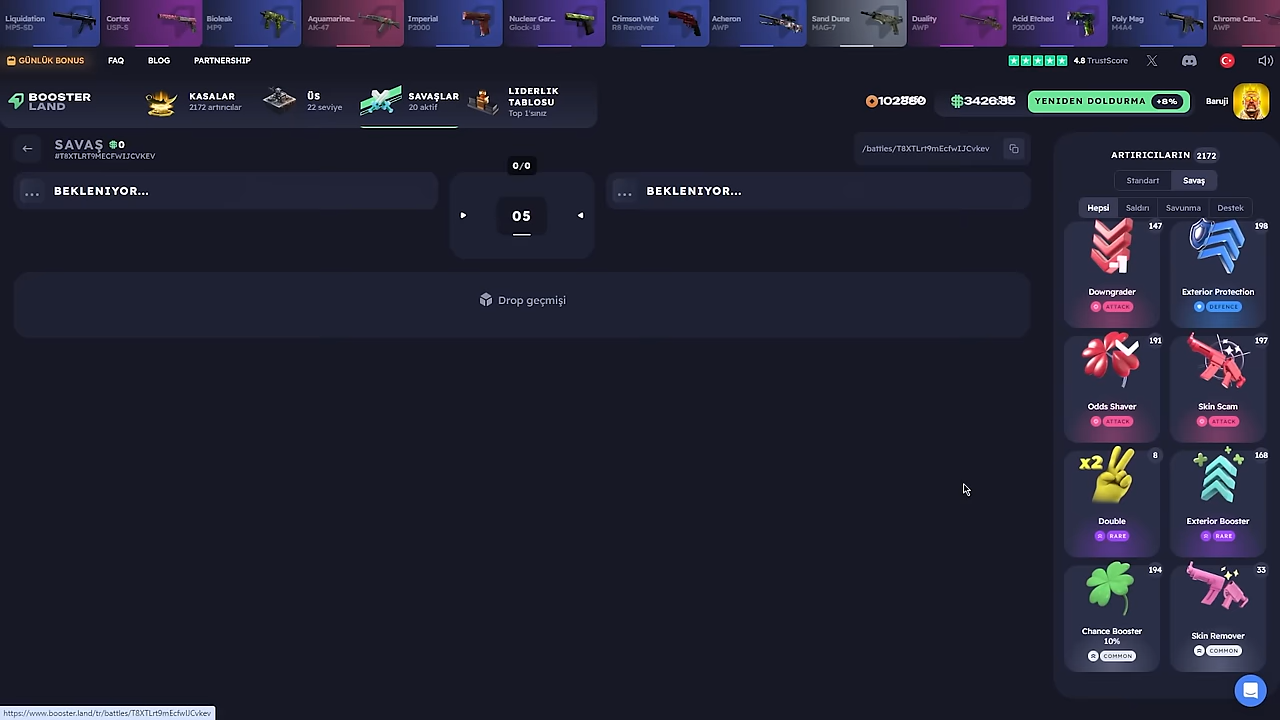 Liquidation
MP5-SD
Cortex
USP-S
Bioleak
MP9
Aquamarine...
AK-47
Imperial
P2000
Nuclear Gar...
Glock-18
Crimson Web
R8 Revolver
Acheron
AWP
Sand Dune
MAG-7
Duality
AWP
Acid Etched
P2000
Poly Mag
M4A4
Chrome Can...
AWP
GÜNLÜK BONUS
FAQ
BLOG
PARTNERSHIP
4.8 TrustScore
BOOSTER
LAND
KASALAR
2172 artırıcılar
ÜS
22 seviye
SAVAŞLAR
20 aktif
LIDERLIK
TABLOSU
Top 1'sınız
YENIDEN DOLDURMA +8%
Baruji
SAVAŞ 0
#T8XTLRT9MECFWIJCVKEV
/battles/T8XTLrt9mEcfwIJCvkev
0/0
BEKLENIYOR...
05
BEKLENIYOR...
Drop geçmişi
ARTIRICILARIN 2172
Standart
Savaş
Hepsi
Saldırı
Savunma
Destek
147
-1
Downgrader
ATTACK
198
Exterior Protection
DEFENCE
191
Odds Shaver
ATTACK
197
Skin Scam
ATTACK
8
x2
Double
RARE
168
Exterior Booster
RARE
194
Chance Booster
10%
COMMON
33
Skin Remover
COMMON
https://www.booster.land/tr/battles/T8XTLrt9mEcfwIJCvkev